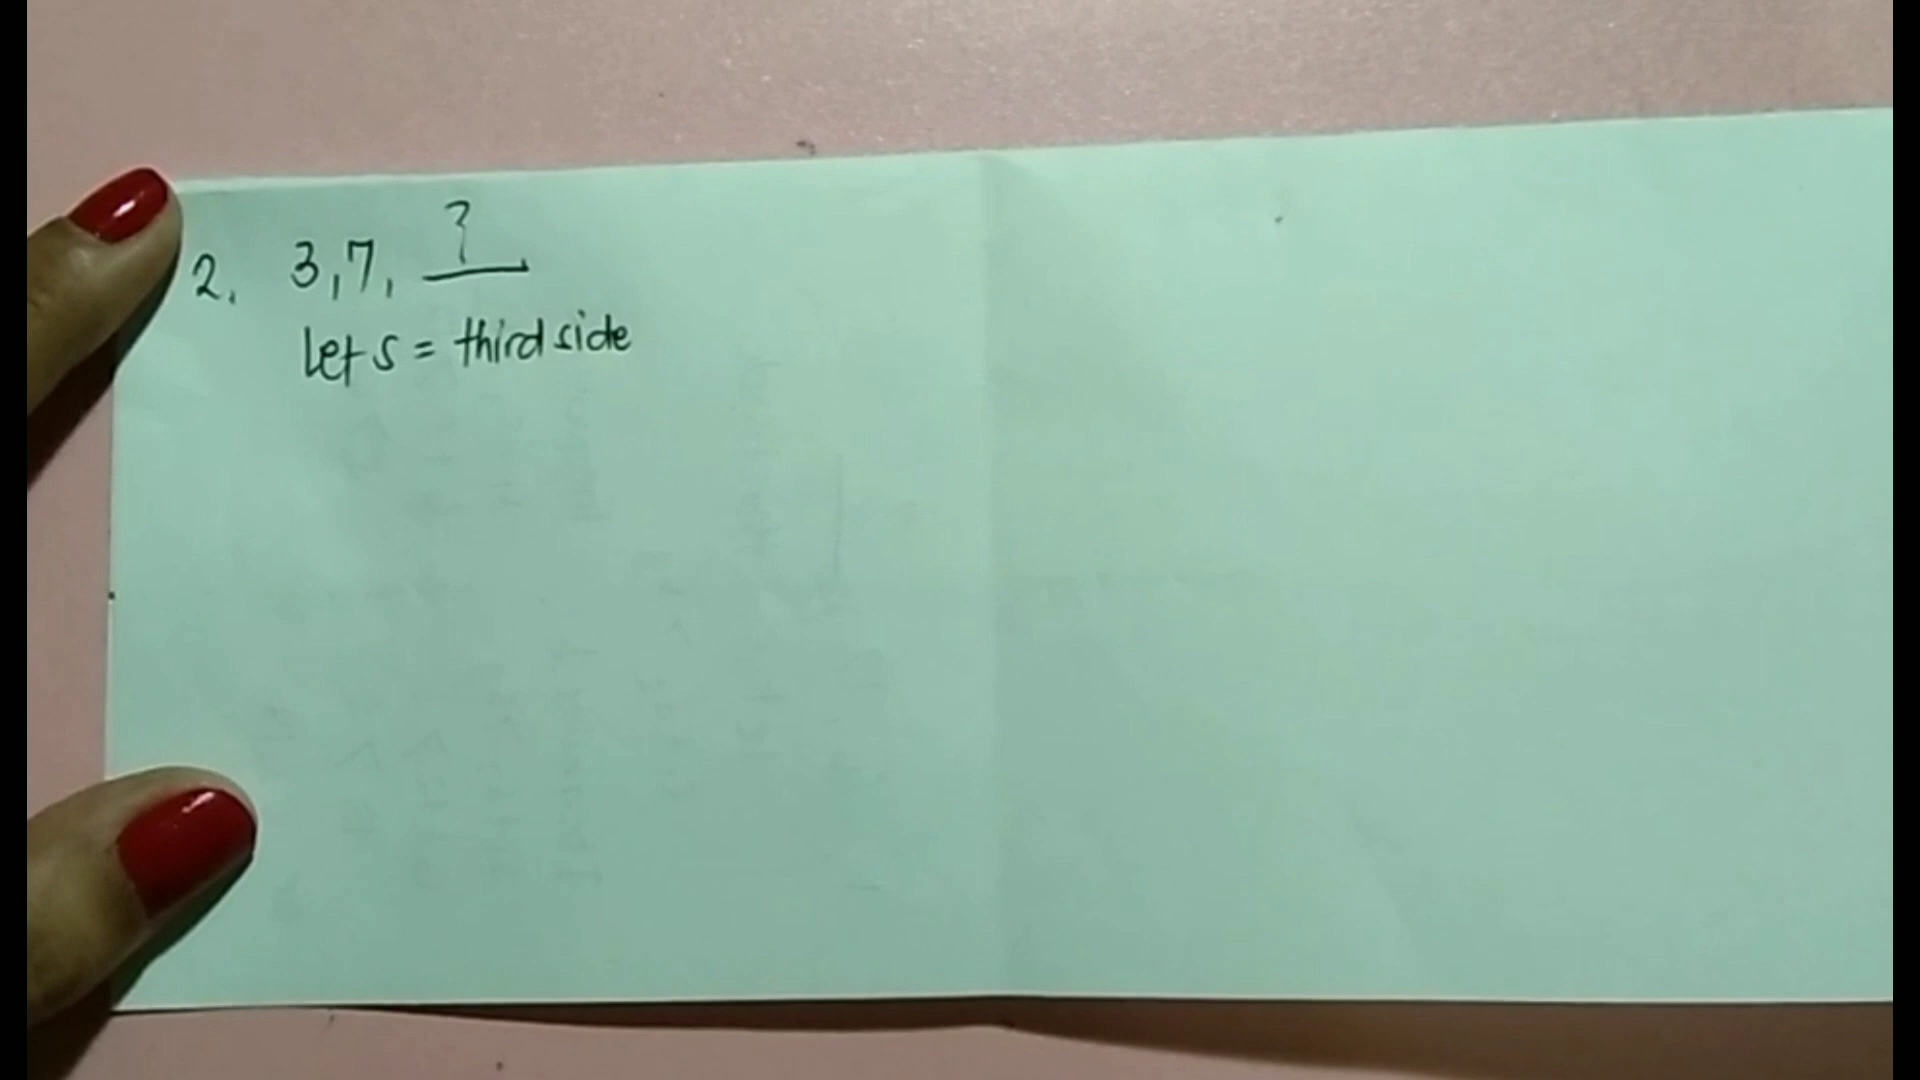 2. 3,7, ?
let s = third side